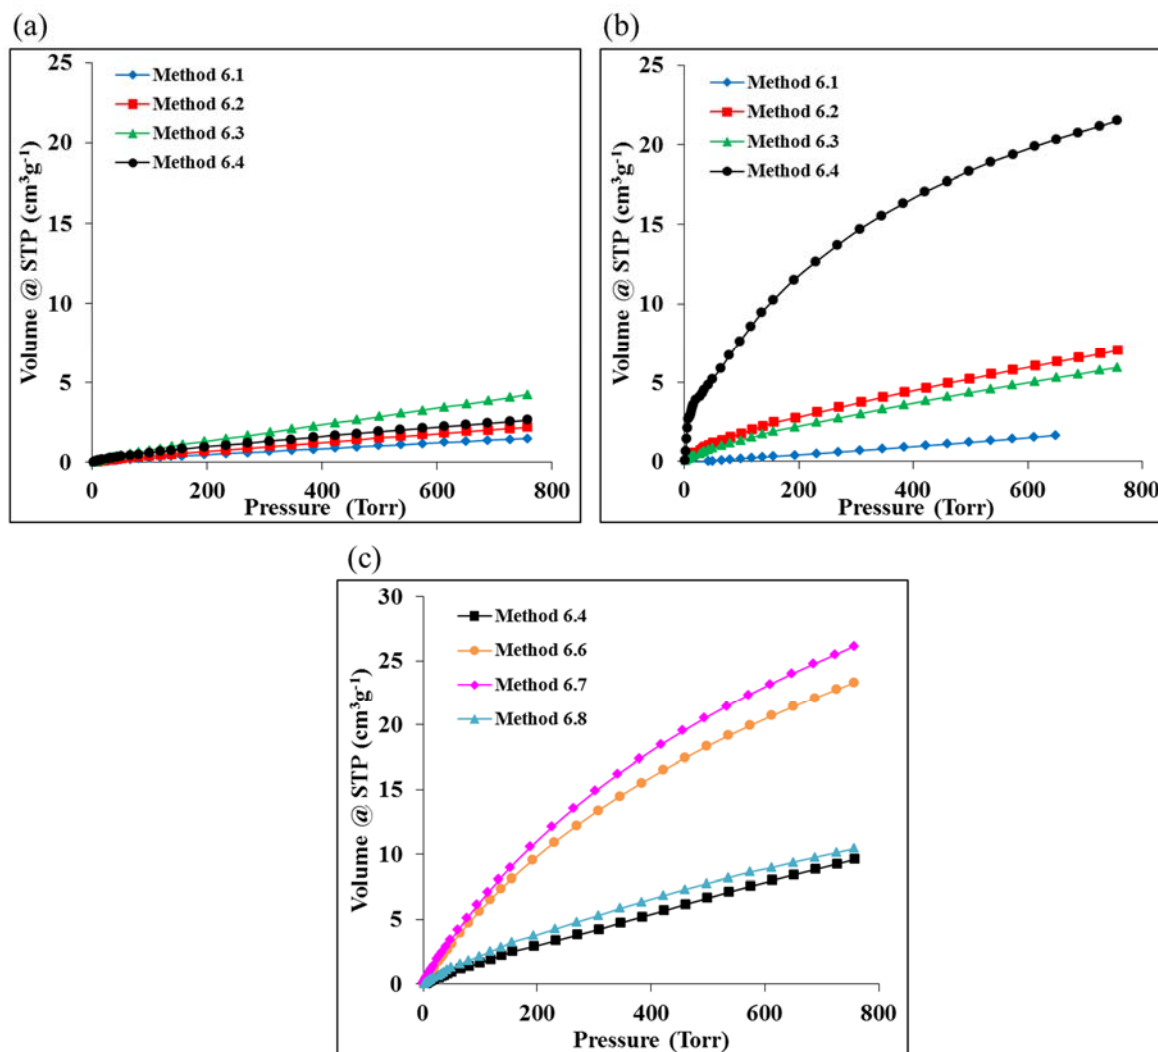 (a)
25
20
15
10
5
0
Volume @ STP (cm³g⁻¹)
Method 6.1
Method 6.2
Method 6.3
Method 6.4
0 200 400 600 800
Pressure (Torr)
(b)
25
20
15
10
5
0
Volume @ STP (cm³g⁻¹)
Method 6.1
Method 6.2
Method 6.3
Method 6.4
0 200 400 600 800
Pressure (Torr)
(c)
30
25
20
15
10
5
0
Volume @ STP (cm³g⁻¹)
Method 6.4
Method 6.6
Method 6.7
Method 6.8
0 200 400 600 800
Pressure (Torr)